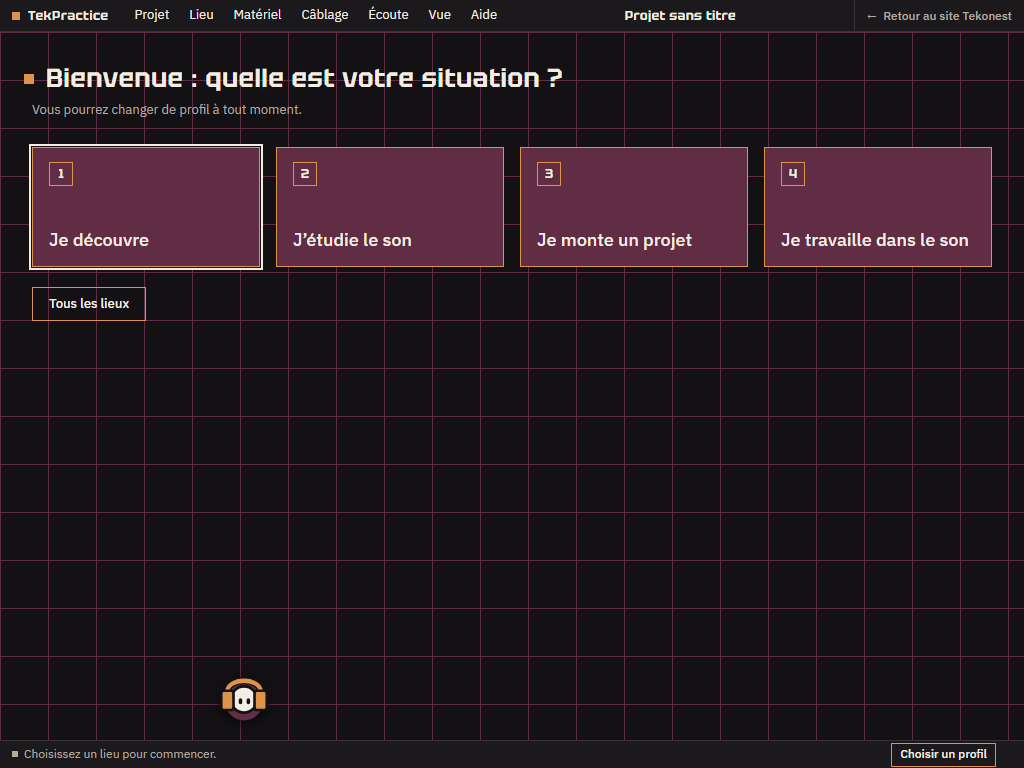 TekPractice Projet Lieu Matériel Câblage Écoute Vue Aide Projet sans titre ← Retour au site Tekonest
Bienvenue : quelle est votre situation ?
Vous pourrez changer de profil à tout moment.
1 2 3 4
Je découvre J’étudie le son Je monte un projet Je travaille dans le son
Tous les lieux
Choisissez un lieu pour commencer. Choisir un profil